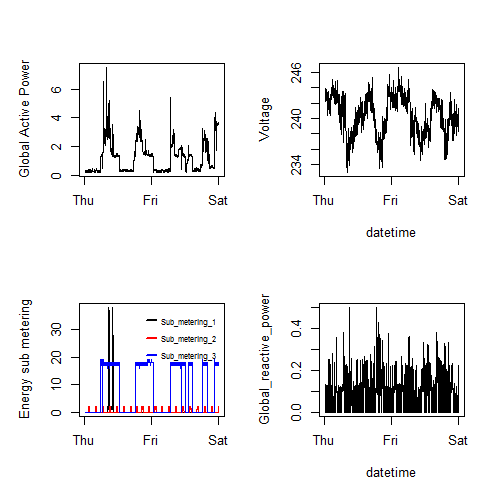 Global Active Power
0 2 4 6
Thu Fri Sat
Voltage
234 240 246
Thu Fri Sat
datetime
Energy sub metering
0 10 20 30
Sub_metering_1
Sub_metering_2
Sub_metering_3
Thu Fri Sat
Global_reactive_power
0.0 0.2 0.4
Thu Fri Sat
datetime